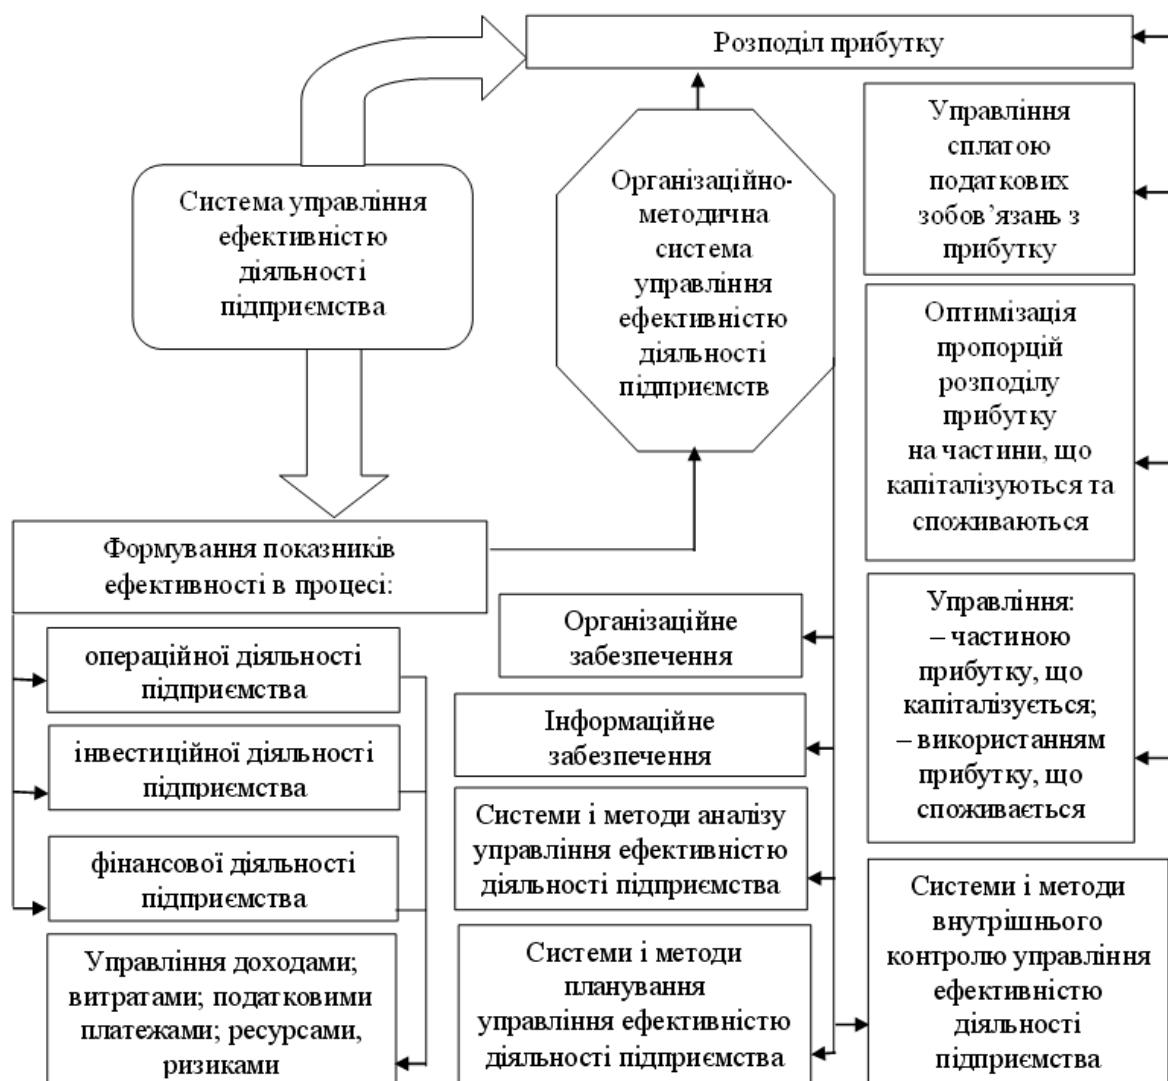 Розподіл прибутку
Система управління
ефективністю
діяльності
підприємства
Організаційно-
методична
система
управління
ефективністю
діяльності
підприємств
Управління
сплатою
податкових
зобов’язань з
прибутку
Оптимізація
пропорцій
розподілу
прибутку
на частини, що
капіталізуються та
споживаються
Формування показників
ефективності в процесі:
операційної діяльності
підприємства
інвестиційної діяльності
підприємства
фінансової діяльності
підприємства
Управління доходами;
витратами; податковими
платежами; ресурсами,
ризиками
Організаційне
забезпечення
Інформаційне
забезпечення
Системи і методи аналізу
управління ефективністю
діяльності підприємства
Системи і методи
планування
управління ефективністю
діяльності підприємства
Управління:
– частиною
прибутку, що
капіталізується;
– використанням
прибутку, що
споживається
Системи і методи
внутрішнього
контролю управління
ефективністю
діяльності
підприємства